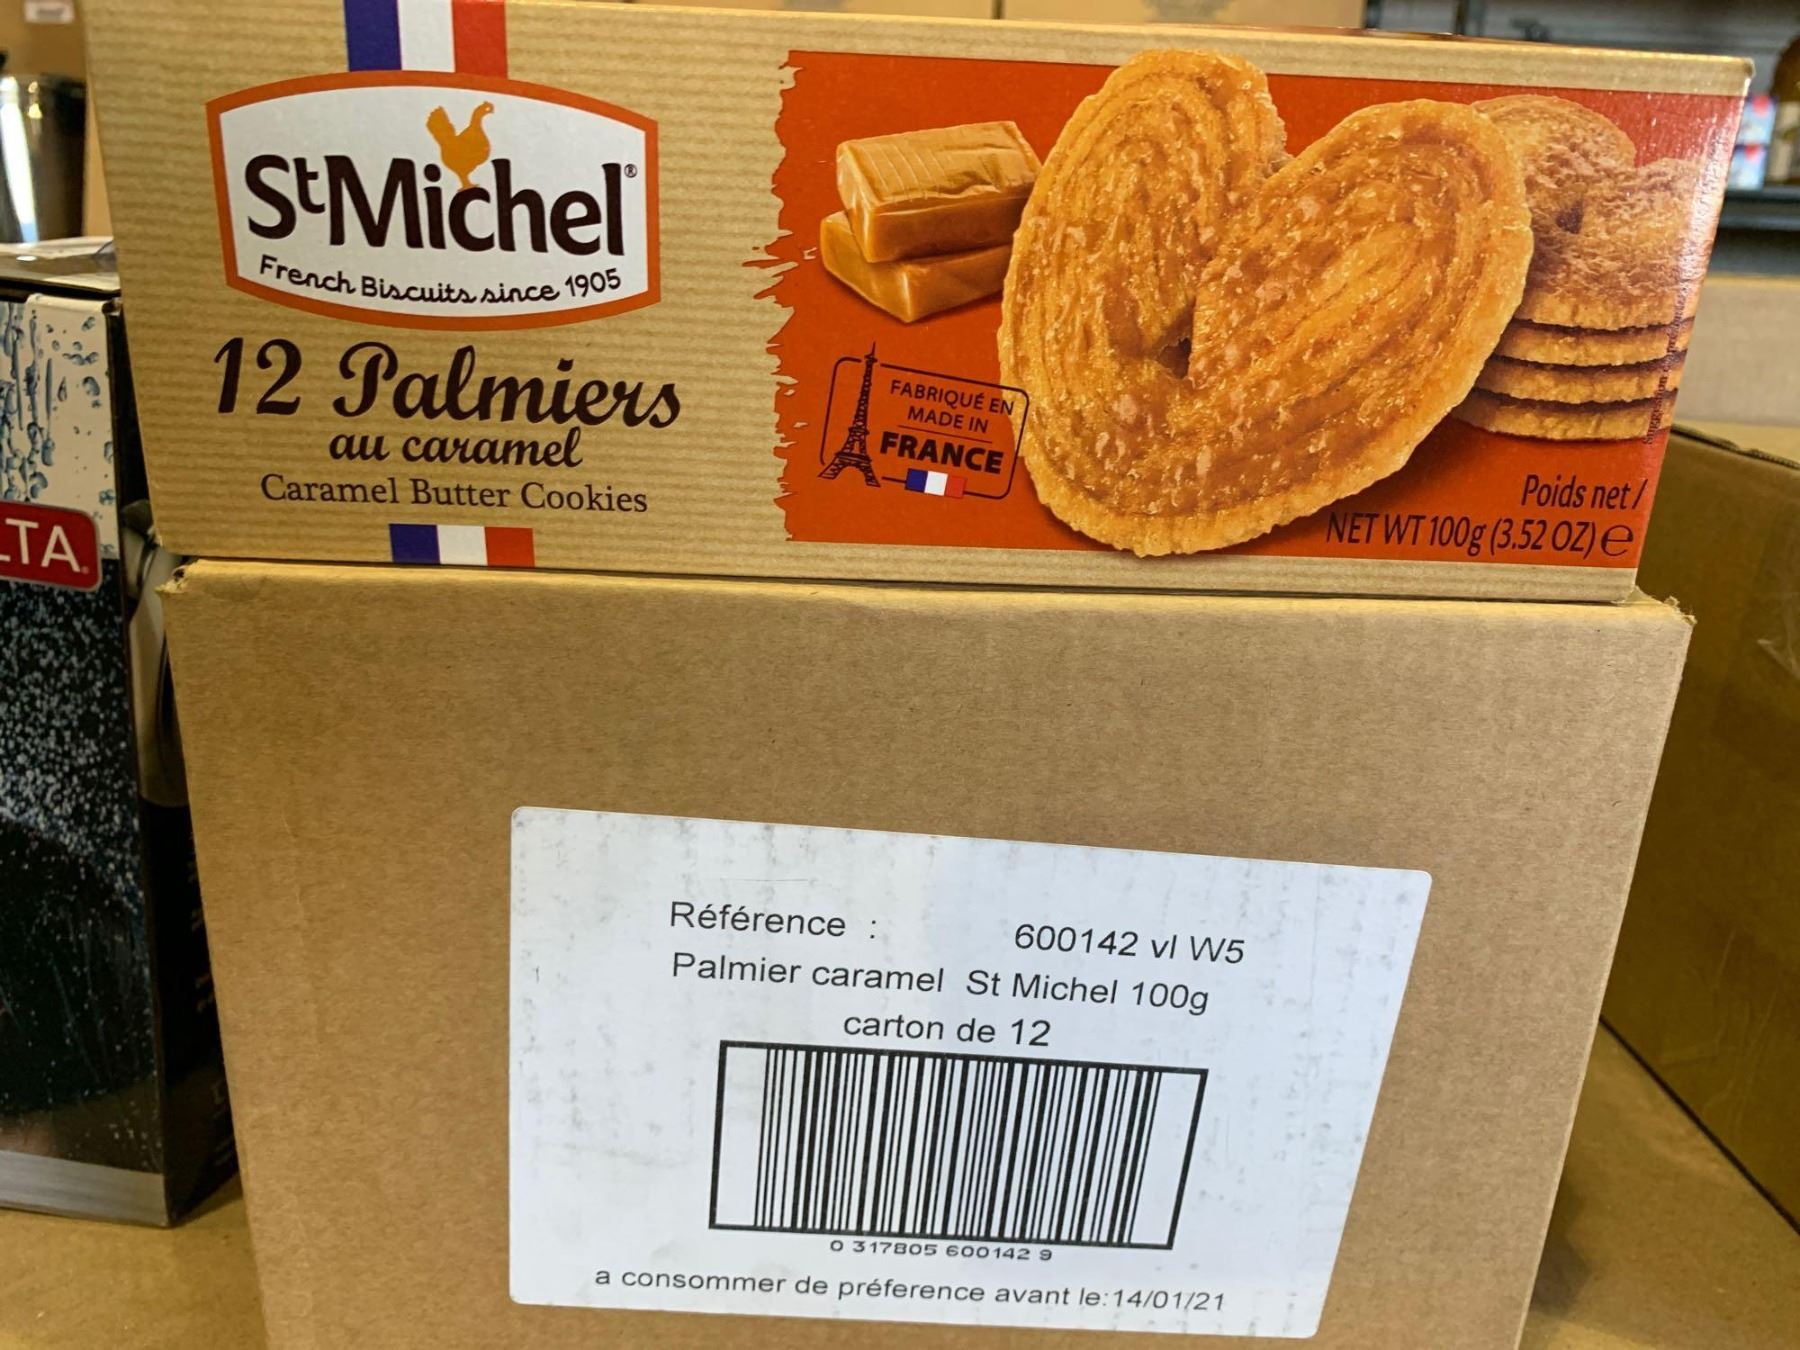 StMichel®
French Biscuits since 1905
12 Palmiers
au caramel
Caramel Butter Cookies
FABRIQUÉ EN
MADE IN
FRANCE
Poids net /
NET WT 100g (3.52 OZ) e
LTA
Référence : 600142 vl W5
Palmier caramel St Michel 100g
carton de 12
0 317805 600142 9
a consommer de préference avant le:14/01/21